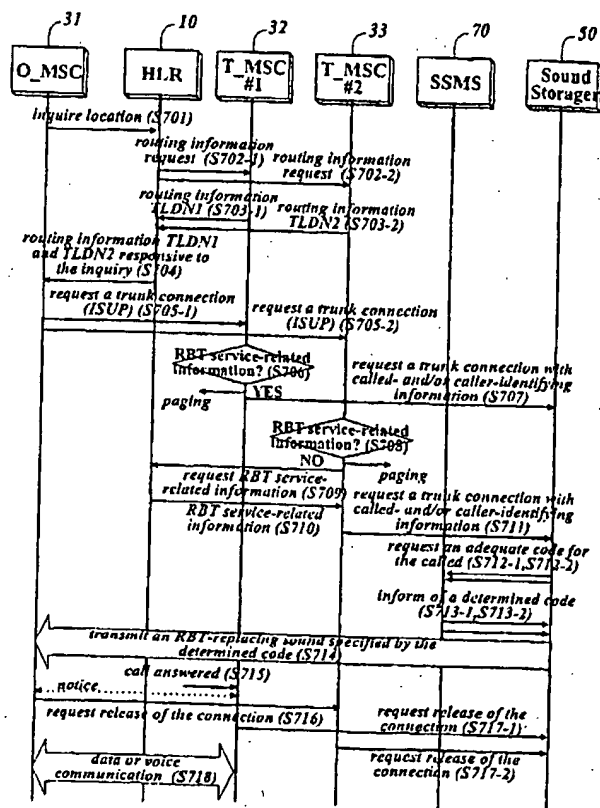 31
10
32
33
70
50
O_MSC
HLR
T_MSC
#1
T_MSC
#2
SSMS
Sound
Storager
inquire location (S701)
routing information
request (S702-1)
routing information
request (S702-2)
routing information
TLDN1 (S703-1)
routing information
TLDN2 (S703-2)
routing information TLDN1
and TLDN2 responsive to
the inquiry (S704)
request a trunk connection
(ISUP) (S705-1)
request a trunk connection
(ISUP) (S705-2)
RBT service-related
information? (S706)
YES
paging
request a trunk connection with
called- and/or caller-identifying
information (S707)
RBT service-related
information? (S708)
NO
paging
request RBT service-
related information (S709)
RBT service-related
information (S710)
request a trunk connection with
called- and/or caller-identifying
information (S711)
request an adequate code for
the called (S712-1,S712-2)
inform of a determined code
(S713-1,S713-2)
transmit an RBT-replacing sound specified by the
determined code (S714)
call answered (S715)
notice
request release of the connection (S716)
request release of the
connection (S717-1)
request release of the
connection (S717-2)
data or voice
communication (S718)